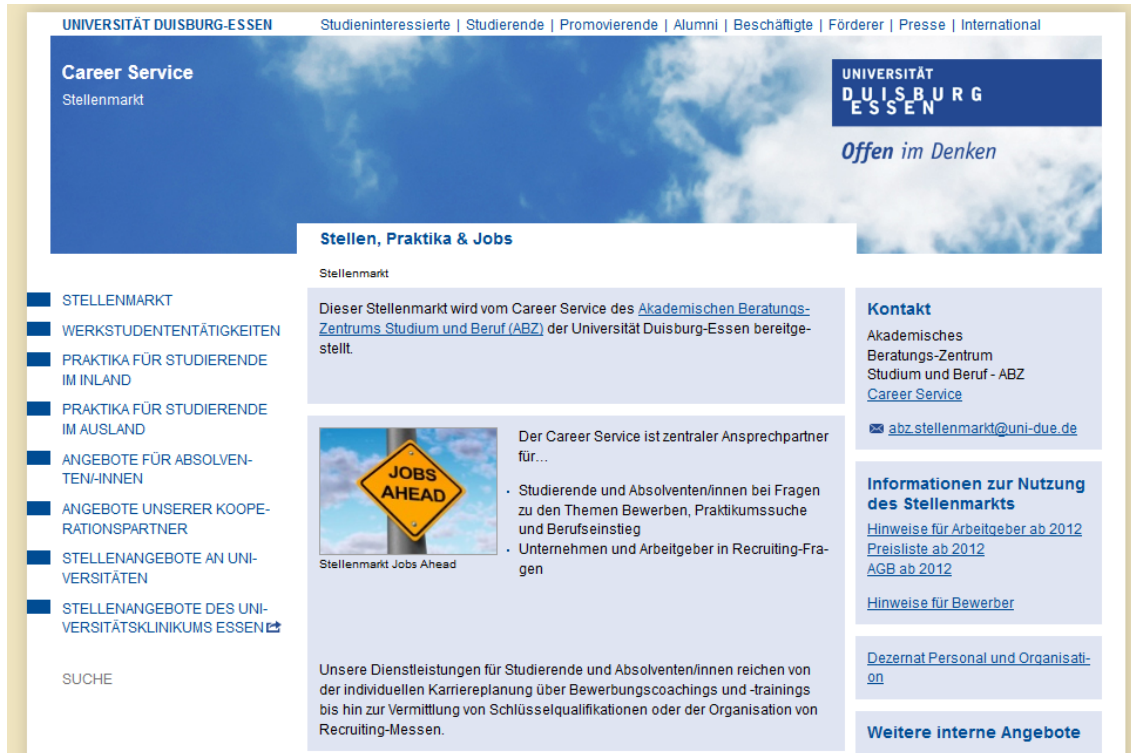 UNIVERSITÄT DUISBURG-ESSEN
Studieninteressierte | Studierende | Promovierende | Alumni | Beschäftigte | Förderer | Presse | International
Career Service
Stellenmarkt
UNIVERSITÄT
DUISBURG
ESSEN
Offen im Denken
Stellen, Praktika & Jobs
Stellenmarkt
STELLENMARKT
WERKSTUDENTENTÄTIGKEITEN
PRAKTIKA FÜR STUDIERENDE
IM INLAND
PRAKTIKA FÜR STUDIERENDE
IM AUSLAND
ANGEBOTE FÜR ABSOLVEN-
TEN/-INNEN
ANGEBOTE UNSERER KOOPE-
RATIONSPARTNER
STELLENANGEBOTE AN UNI-
VERSITÄTEN
STELLENANGEBOTE DES UNI-
VERSITÄTSKLINIKUMS ESSEN
SUCHE
Dieser Stellenmarkt wird vom Career Service des Akademischen Beratungs-
Zentrums Studium und Beruf (ABZ) der Universität Duisburg-Essen bereitge-
stellt.
JOBS
AHEAD
Stellenmarkt Jobs Ahead
Der Career Service ist zentraler Ansprechpartner
für...
· Studierende und Absolventen/innen bei Fragen
zu den Themen Bewerben, Praktikumssuche
und Berufseinstieg
· Unternehmen und Arbeitgeber in Recruiting-Fra-
gen
Unsere Dienstleistungen für Studierende und Absolventen/innen reichen von
der individuellen Karriereplanung über Bewerbungscoachings und -trainings
bis hin zur Vermittlung von Schlüsselqualifikationen oder der Organisation von
Recruiting-Messen.
Kontakt
Akademisches
Beratungs-Zentrum
Studium und Beruf - ABZ
Career Service
abz.stellenmarkt@uni-due.de
Informationen zur Nutzung
des Stellenmarkts
Hinweise für Arbeitgeber ab 2012
Preisliste ab 2012
AGB ab 2012
Hinweise für Bewerber
Dezernat Personal und Organisati-
on
Weitere interne Angebote